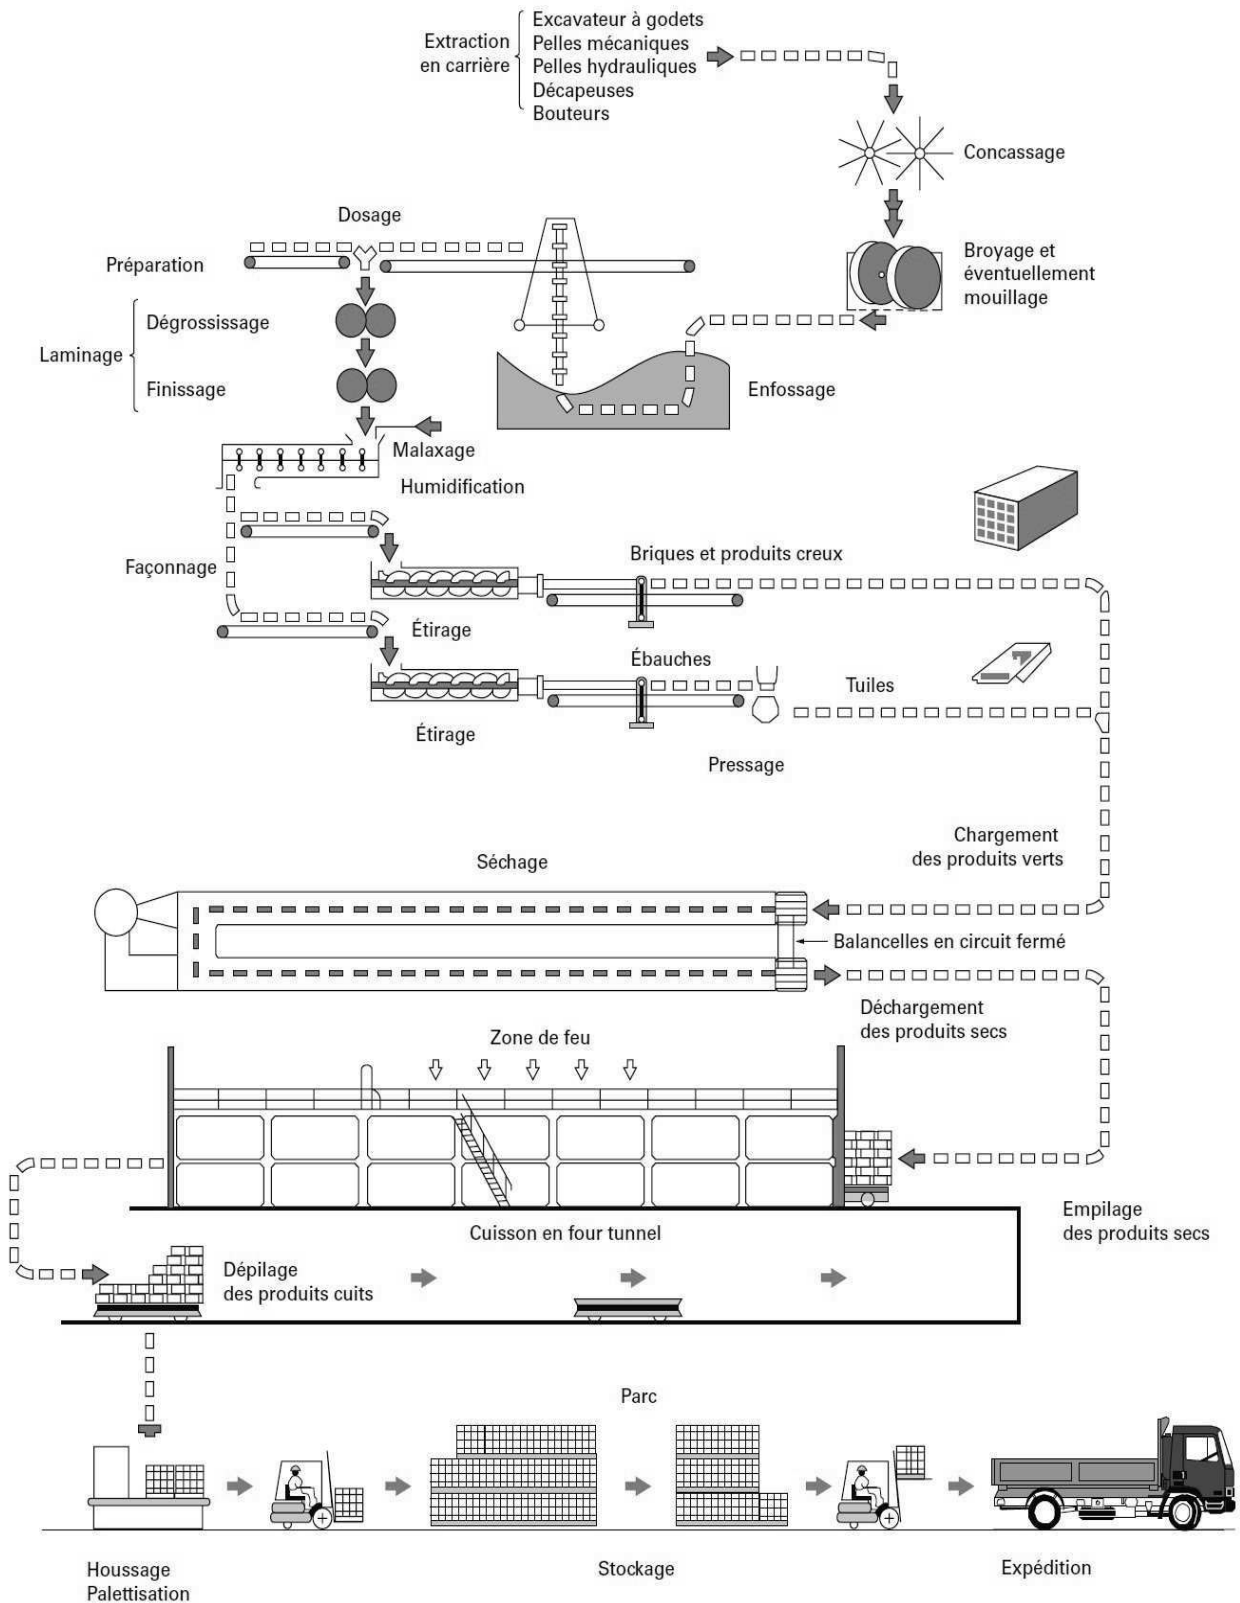 Extraction
en carrière
Excavateur à godets
Pelles mécaniques
Pelles hydrauliques
Décapeuses
Bouteurs
Concassage
Dosage
Préparation
Broyage et
éventuellement
mouillage
Dégrossissage
Laminage
Finissage
Enfossage
Malaxage
Humidification
Façonnage
Briques et produits creux
Étirage
Ébauches
Tuiles
Étirage
Pressage
Chargement
des produits verts
Séchage
Balancelles en circuit fermé
Déchargement
des produits secs
Zone de feu
Empilage
des produits secs
Cuisson en four tunnel
Dépilage
des produits cuits
Parc
Houssage
Palettisation
Stockage
Expédition